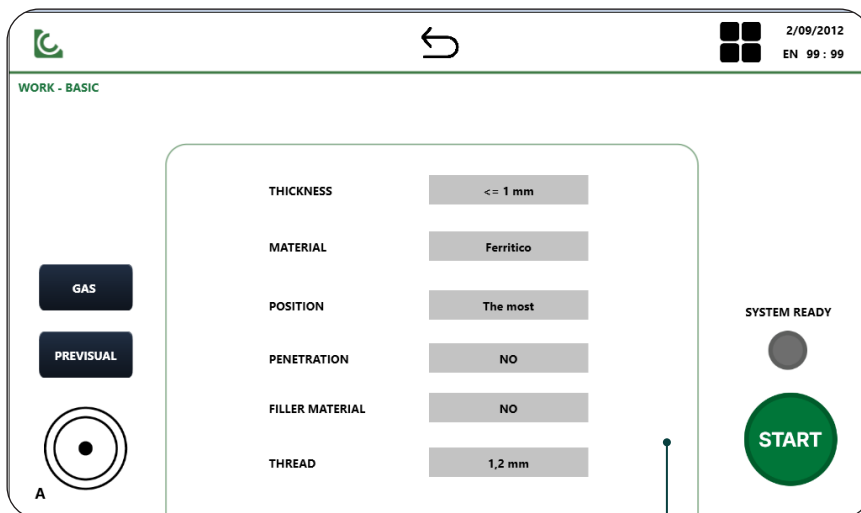 2/09/2012
EN 99 : 99
WORK - BASIC
THICKNESS <= 1 mm
MATERIAL Ferritico
GAS
POSITION The most
SYSTEM READY
PREVISUAL
PENETRATION NO
FILLER MATERIAL NO
START
THREAD 1,2 mm
A